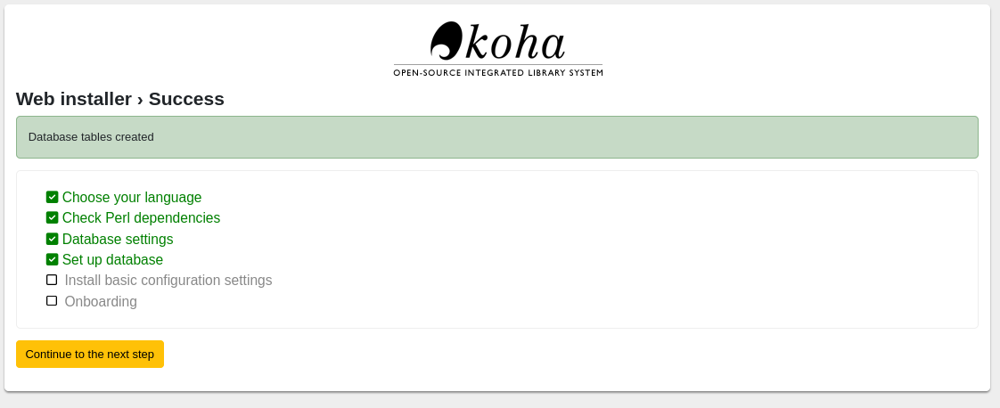 koha
OPEN-SOURCE INTEGRATED LIBRARY SYSTEM
Web installer › Success
Database tables created
Choose your language
Check Perl dependencies
Database settings
Set up database
Install basic configuration settings
Onboarding
Continue to the next step